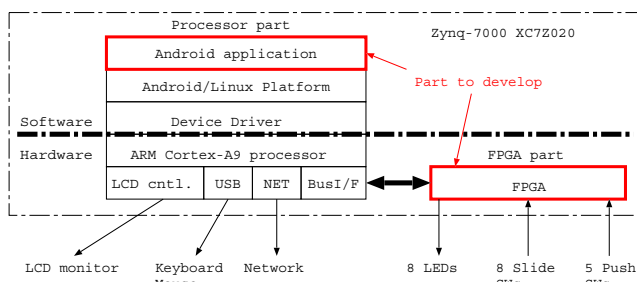 Processor part
Zynq-7000 XC7Z020
Android application
Part to develop
Android/Linux Platform
Software
Device Driver
Hardware
ARM Cortex-A9 processor
FPGA part
LCD cntl. USB NET BusI/F
FPGA
LCD monitor Keyboard Network 8 LEDs 8 Slide 5 Push